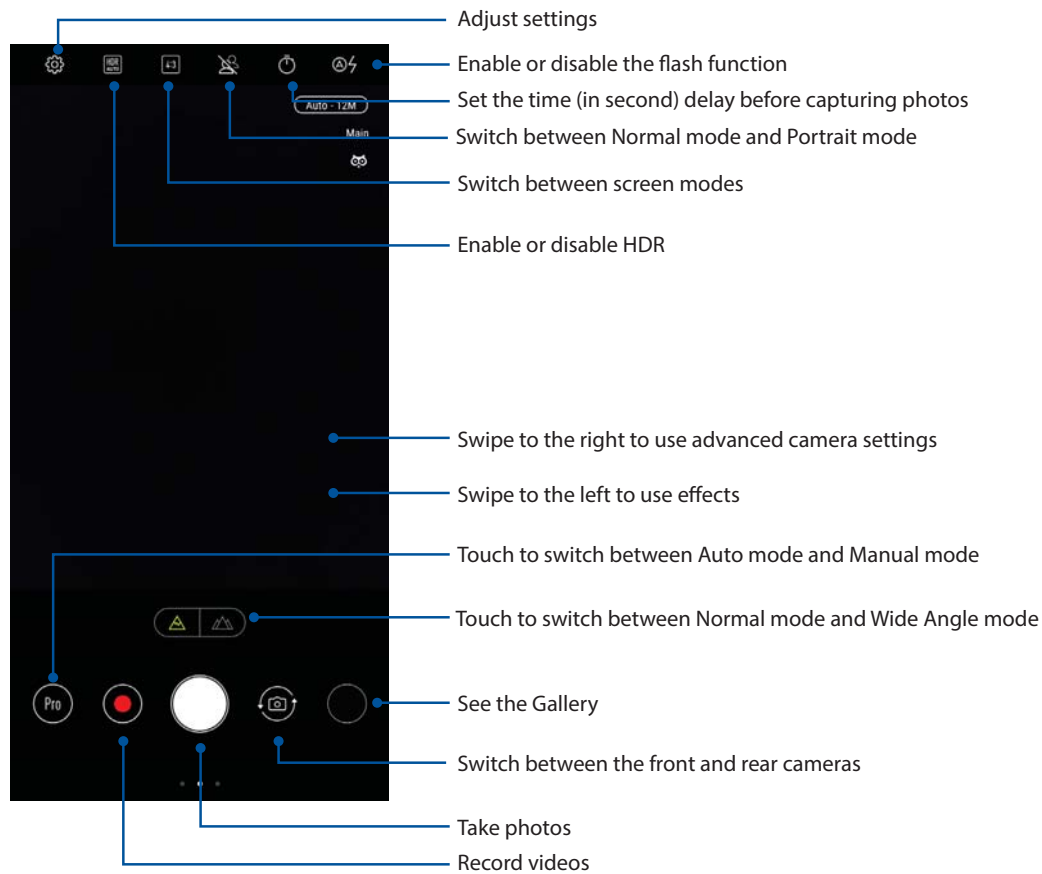 Adjust settings
HDR
AUTO
4:3
A
Enable or disable the flash function
Set the time (in second) delay before capturing photos
Auto - 12M
Switch between Normal mode and Portrait mode
Main
Switch between screen modes
Enable or disable HDR
Swipe to the right to use advanced camera settings
Swipe to the left to use effects
Touch to switch between Auto mode and Manual mode
Touch to switch between Normal mode and Wide Angle mode
Pro
See the Gallery
Switch between the front and rear cameras
Take photos
Record videos